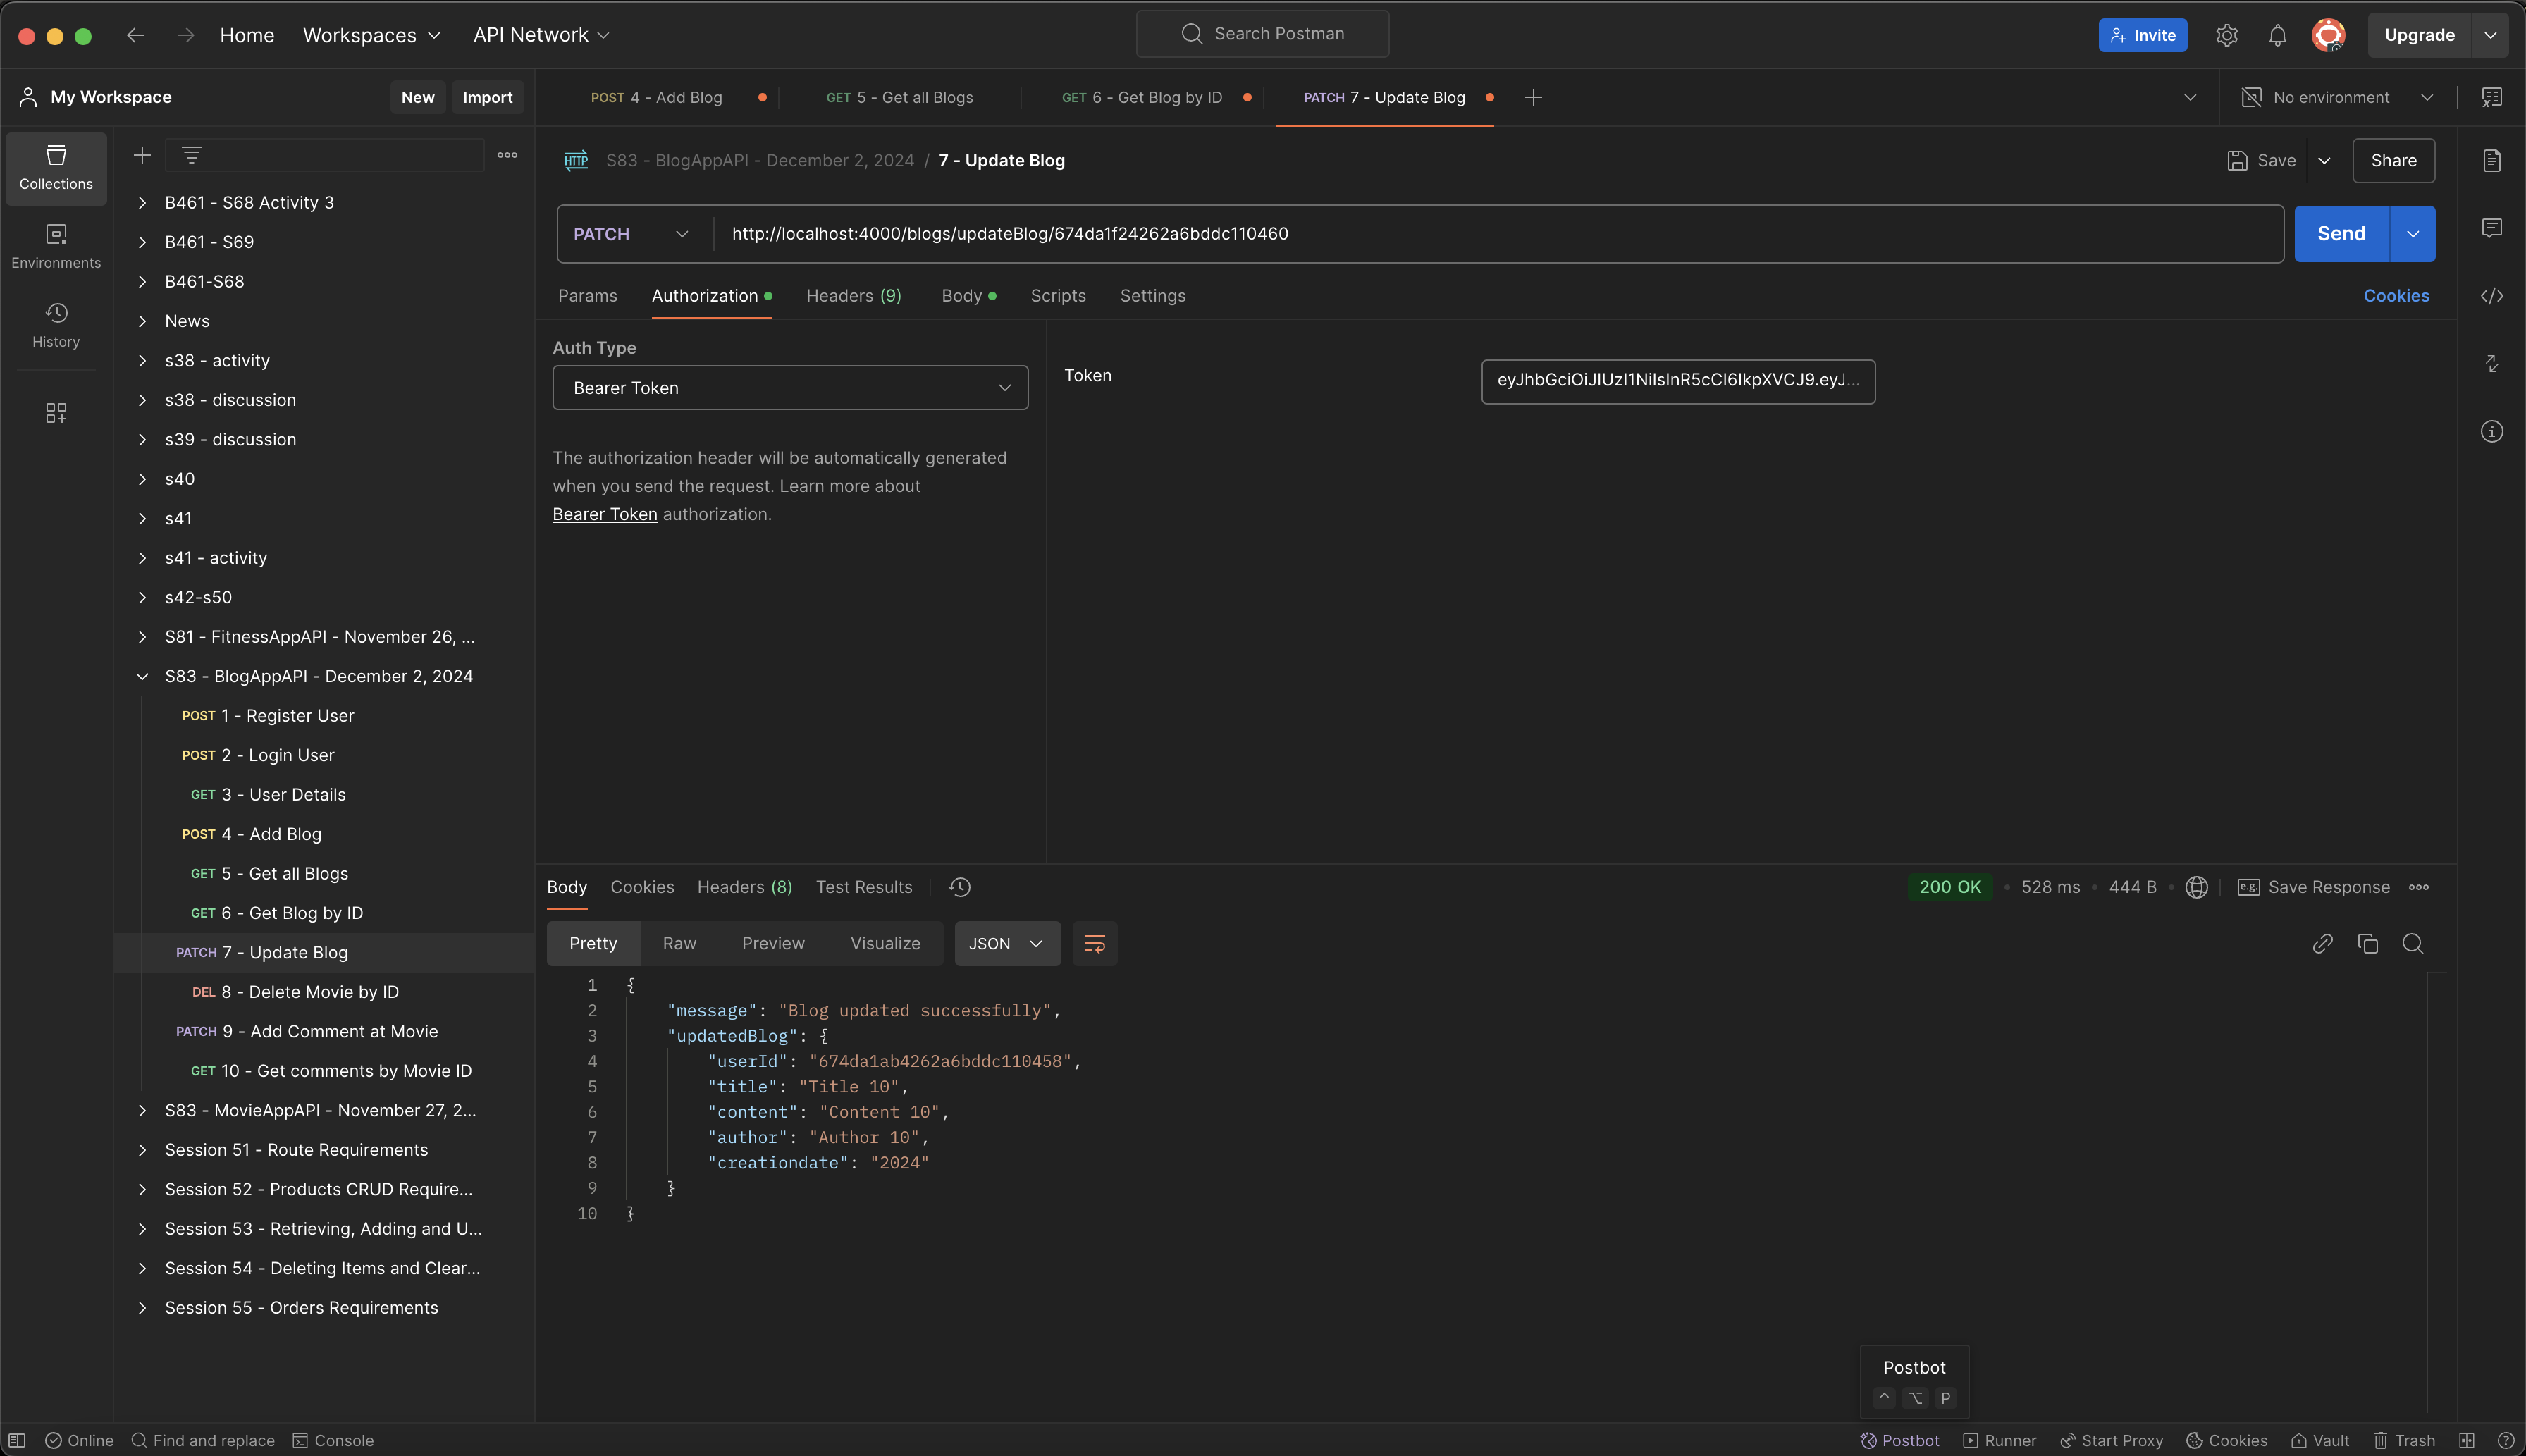 Home Workspaces API Network Search Postman Invite Upgrade
My Workspace New Import
POST 4 - Add Blog GET 5 - Get all Blogs GET 6 - Get Blog by ID PATCH 7 - Update Blog No environment
Collections
Environments
History
B461 - S68 Activity 3
B461 - S69
B461-S68
News
s38 - activity
s38 - discussion
s39 - discussion
s40
s41
s41 - activity
s42-s50
S81 - FitnessAppAPI - November 26, ...
S83 - BlogAppAPI - December 2, 2024
POST 1 - Register User
POST 2 - Login User
GET 3 - User Details
POST 4 - Add Blog
GET 5 - Get all Blogs
GET 6 - Get Blog by ID
PATCH 7 - Update Blog
DEL 8 - Delete Movie by ID
PATCH 9 - Add Comment at Movie
GET 10 - Get comments by Movie ID
S83 - MovieAppAPI - November 27, 2...
Session 51 - Route Requirements
Session 52 - Products CRUD Require...
Session 53 - Retrieving, Adding and U...
Session 54 - Deleting Items and Clear...
Session 55 - Orders Requirements
HTTP S83 - BlogAppAPI - December 2, 2024 / 7 - Update Blog Save Share
PATCH http://localhost:4000/blogs/updateBlog/674da1f24262a6bddc110460 Send
Params Authorization Headers (9) Body Scripts Settings Cookies
Auth Type
Bearer Token
Token eyJhbGciOiJIUzI1NiIsInR5cCI6IkpXVCJ9.eyJ...
The authorization header will be automatically generated
when you send the request. Learn more about
Bearer Token authorization.
Body Cookies Headers (8) Test Results 200 OK 528 ms 444 B e.g. Save Response
Pretty Raw Preview Visualize JSON
1 {
2 "message": "Blog updated successfully",
3 "updatedBlog": {
4 "userId": "674da1ab4262a6bddc110458",
5 "title": "Title 10",
6 "content": "Content 10",
7 "author": "Author 10",
8 "creationdate": "2024"
9 }
10 }
Postbot
^ ⌥ P
Online Find and replace Console Postbot Runner Start Proxy Cookies Vault Trash